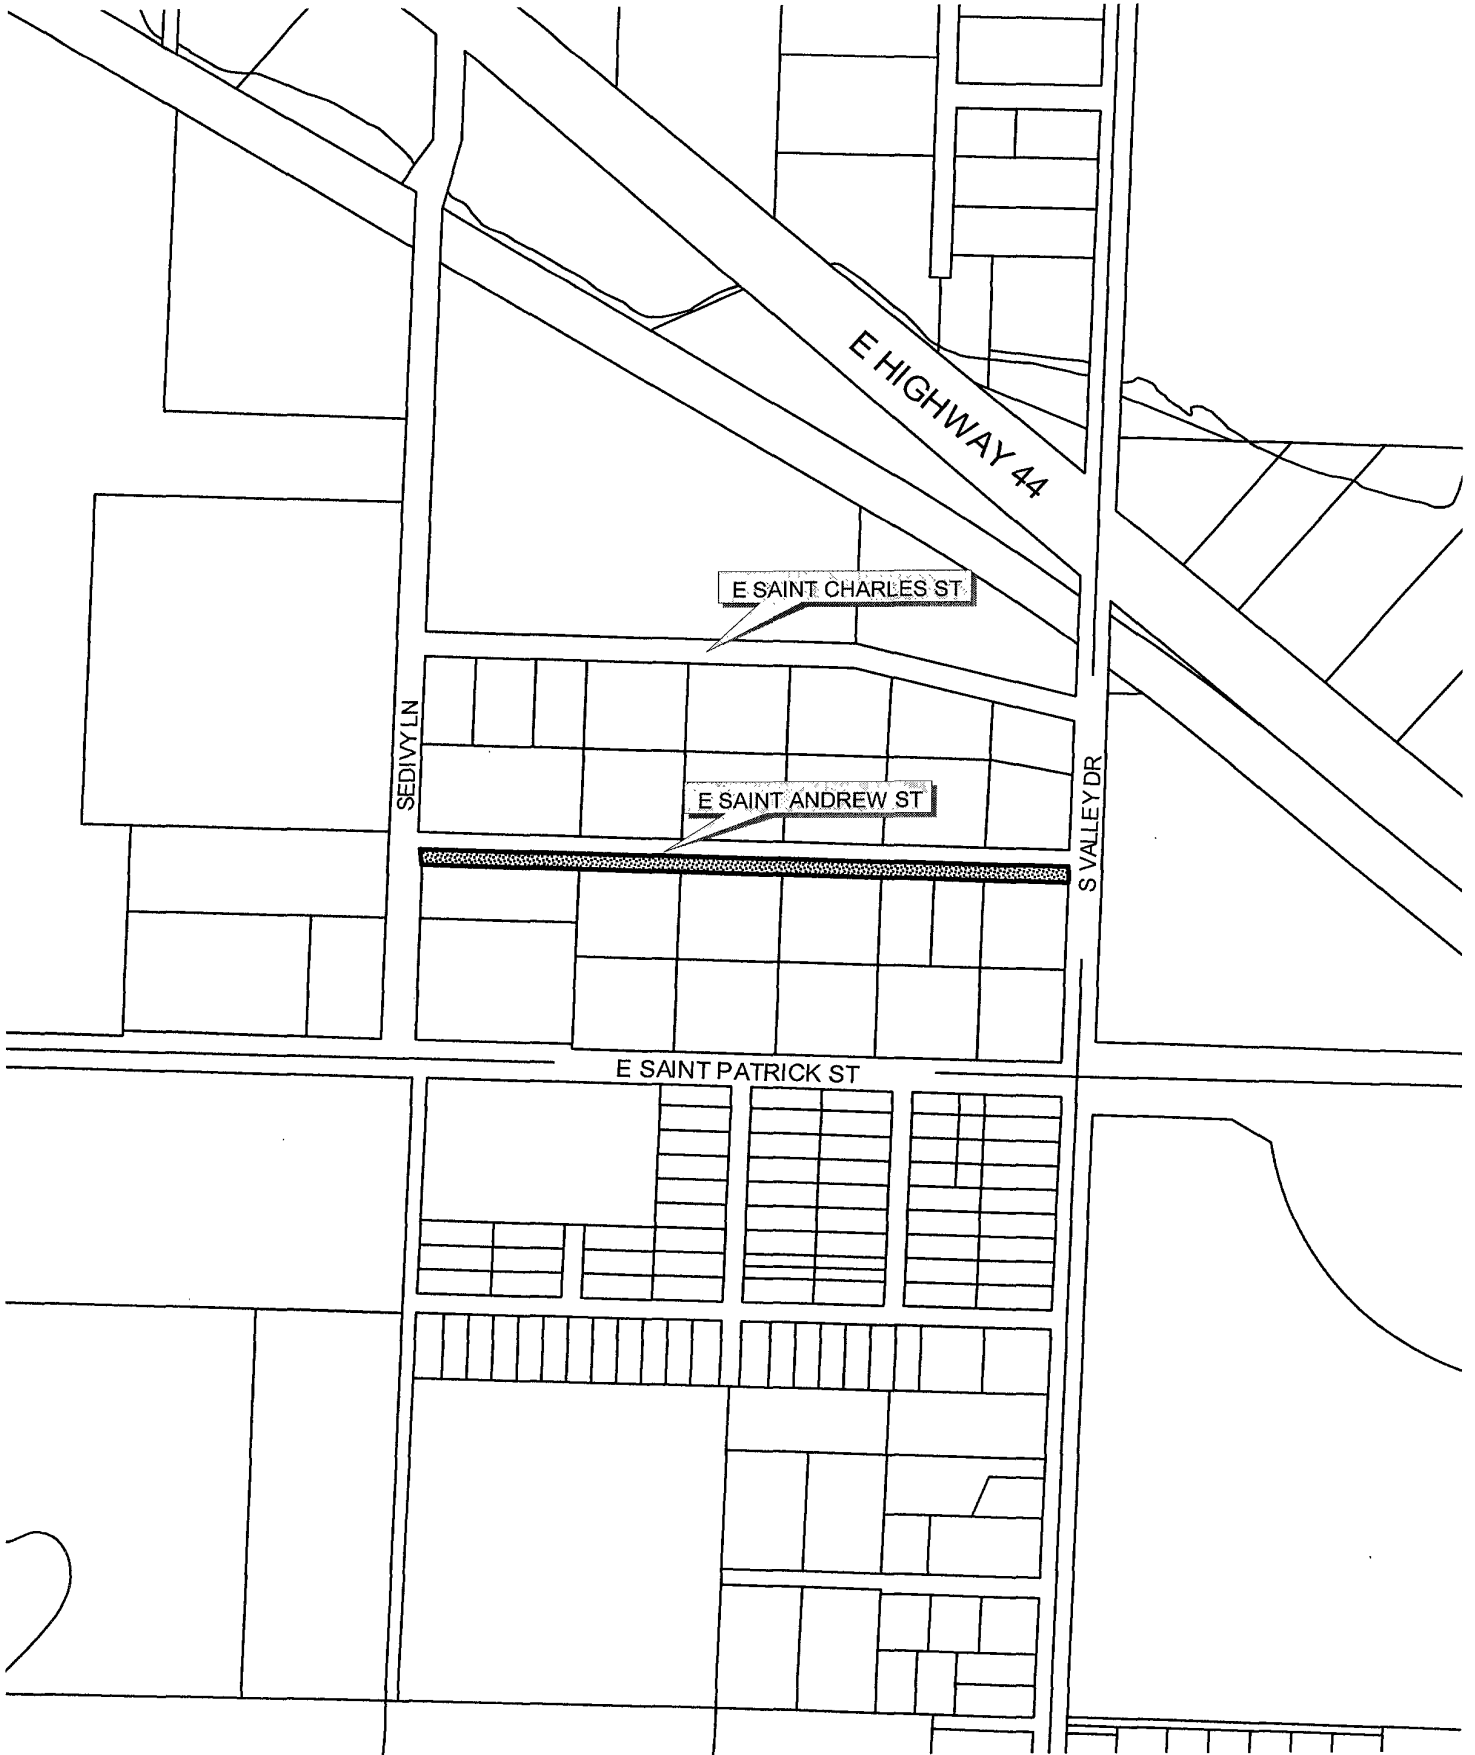 E HIGHWAY 44
E SAINT CHARLES ST
SEDIVY LN
E SAINT ANDREW ST
S VALLEY DR
E SAINT PATRICK ST